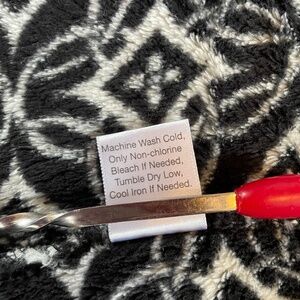 Machine Wash Cold,
Only Non-chlorine
Bleach If Needed,
Tumble Dry Low,
Cool Iron If Needed.